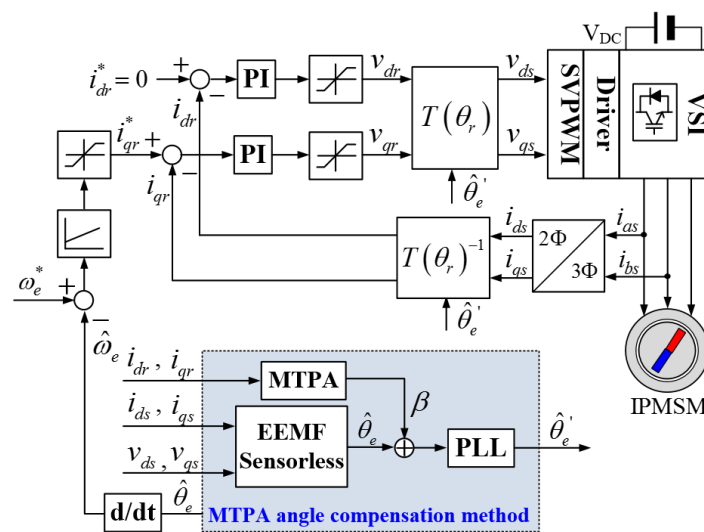 V_DC
i*_dr = 0
+
−
PI
v_dr
v_ds
i_dr
T(θ_r)
SVPWM
Driver
VSI
i*_qr
+
−
PI
v_qr
v_qs
i_qr
θ̂_e'
i_ds
i_as
T(θ_r)⁻¹
2Φ
3Φ
i_qs
i_bs
ω*_e
+
−
θ̂_e'
ω̂_e
i_dr , i_qr
MTPA
IPMSM
β
i_ds , i_qs
EEMF
Sensorless
θ̂_e
PLL
θ̂_e'
v_ds , v_qs
d/dt
θ̂_e
MTPA angle compensation method